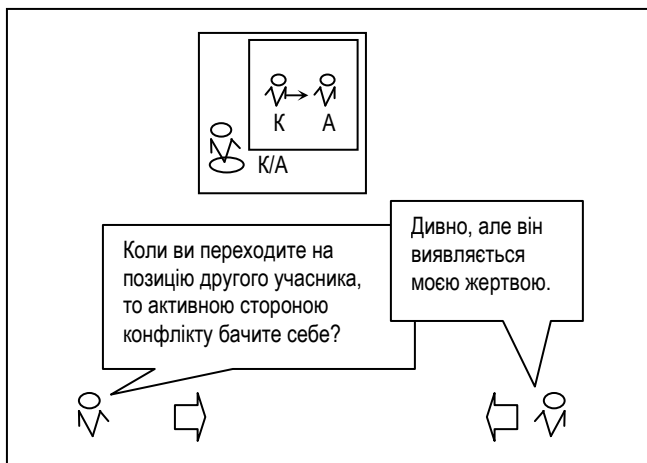 К А
К/А
Коли ви переходите на
позицію другого учасника,
то активною стороною
конфлікту бачите себе?
Дивно, але він
виявляється
моєю жертвою.